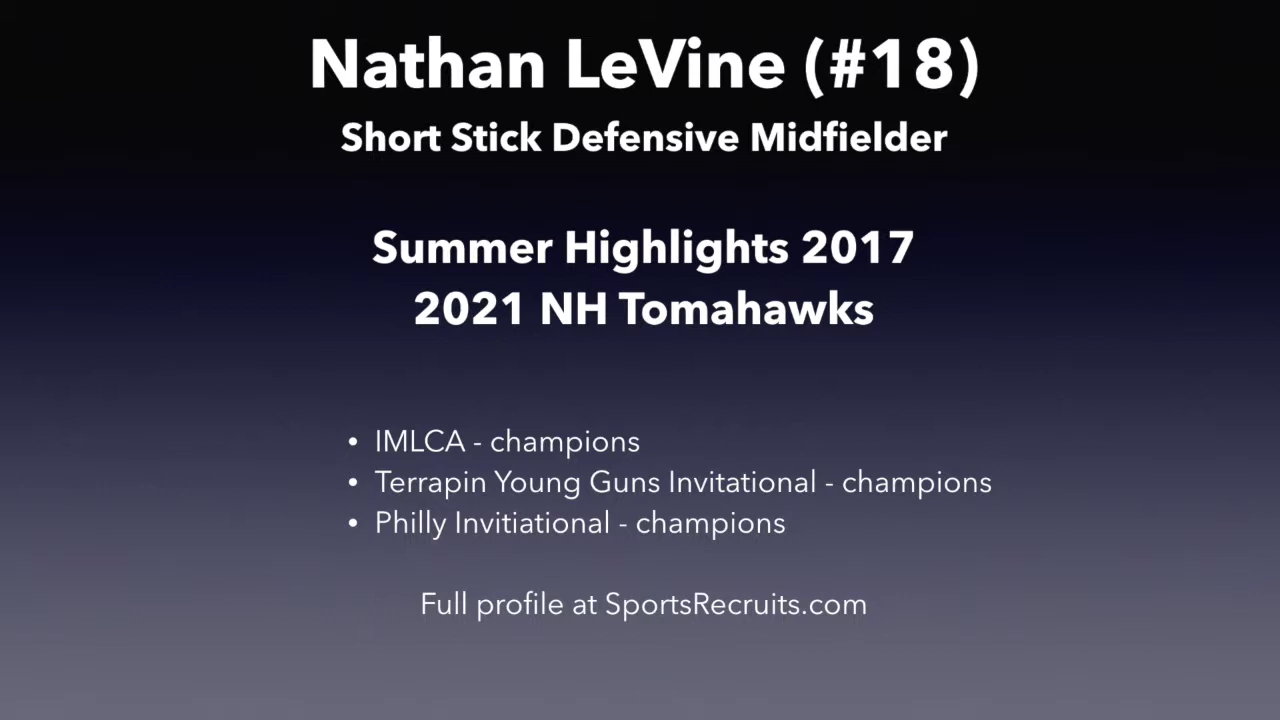 Nathan LeVine (#18)
Short Stick Defensive Midfielder
Summer Highlights 2017
2021 NH Tomahawks
• IMLCA - champions
• Terrapin Young Guns Invitational - champions
• Philly Invitiational - champions
Full profile at SportsRecruits.com